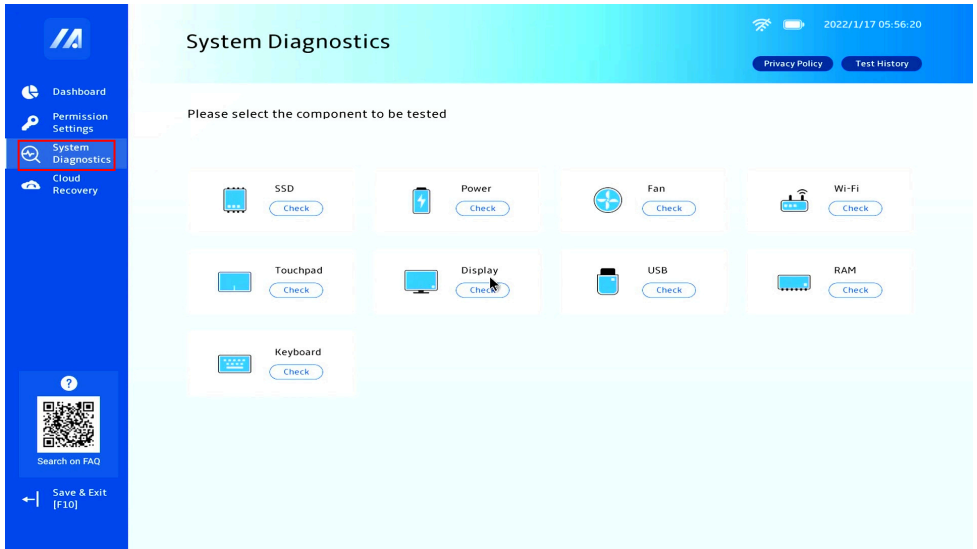 System Diagnostics
2022/1/17 05:56:20
Privacy Policy
Test History
Dashboard
Permission
Settings
System
Diagnostics
Cloud
Recovery
Please select the component to be tested
SSD
Check
Power
Check
Fan
Check
Wi-Fi
Check
Touchpad
Check
Display
Check
USB
Check
RAM
Check
Keyboard
Check
?
Search on FAQ
Save & Exit
[F10]